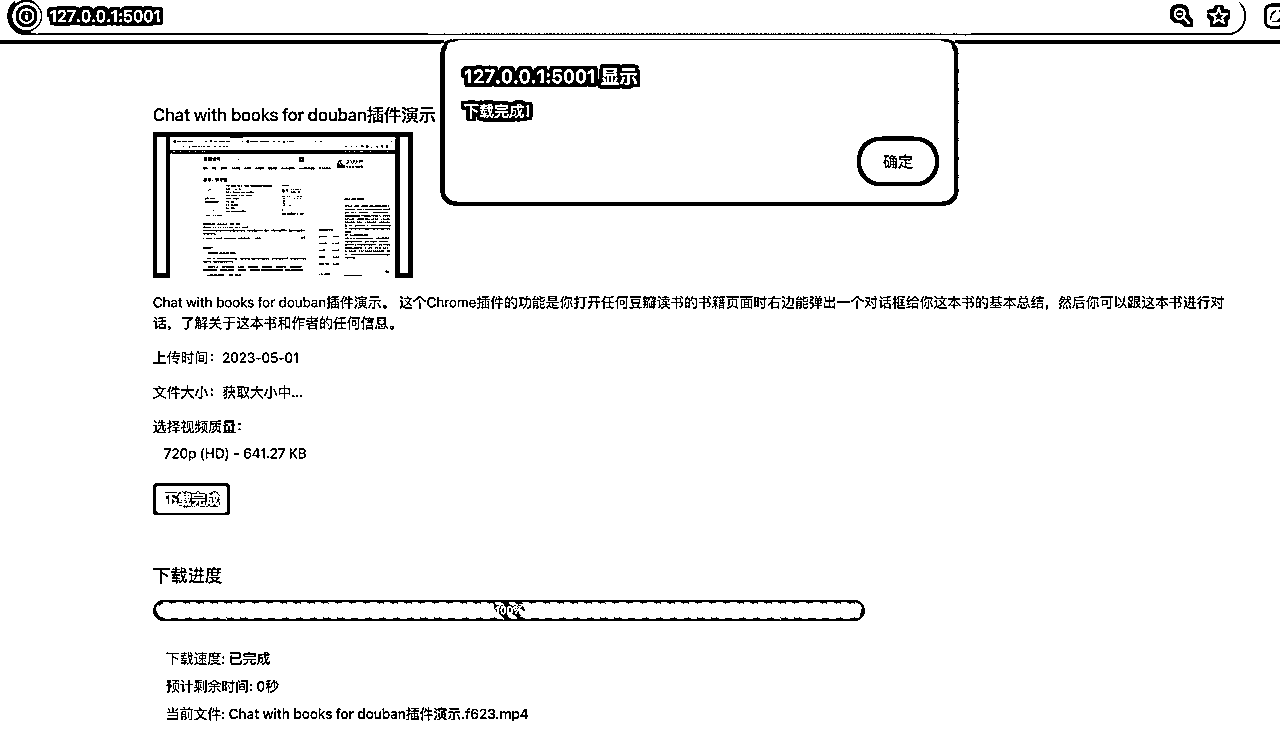 127.0.0.1:5001
127.0.0.1:5001 显示
下载完成!
确定
Chat with books for douban插件演示
Chat with books for douban插件演示。 这个Chrome插件的功能是你打开任何豆瓣读书的书籍页面时右边能弹出一个对话框给你这本书的基本总结，然后你可以跟这本书进行对
话，了解关于这本书和作者的任何信息。
上传时间：2023-05-01
文件大小：获取大小中...
选择视频质量：
720p (HD) - 641.27 KB
下载完成
下载进度
100%
下载速度: 已完成
预计剩余时间: 0秒
当前文件: Chat with books for douban插件演示.f623.mp4